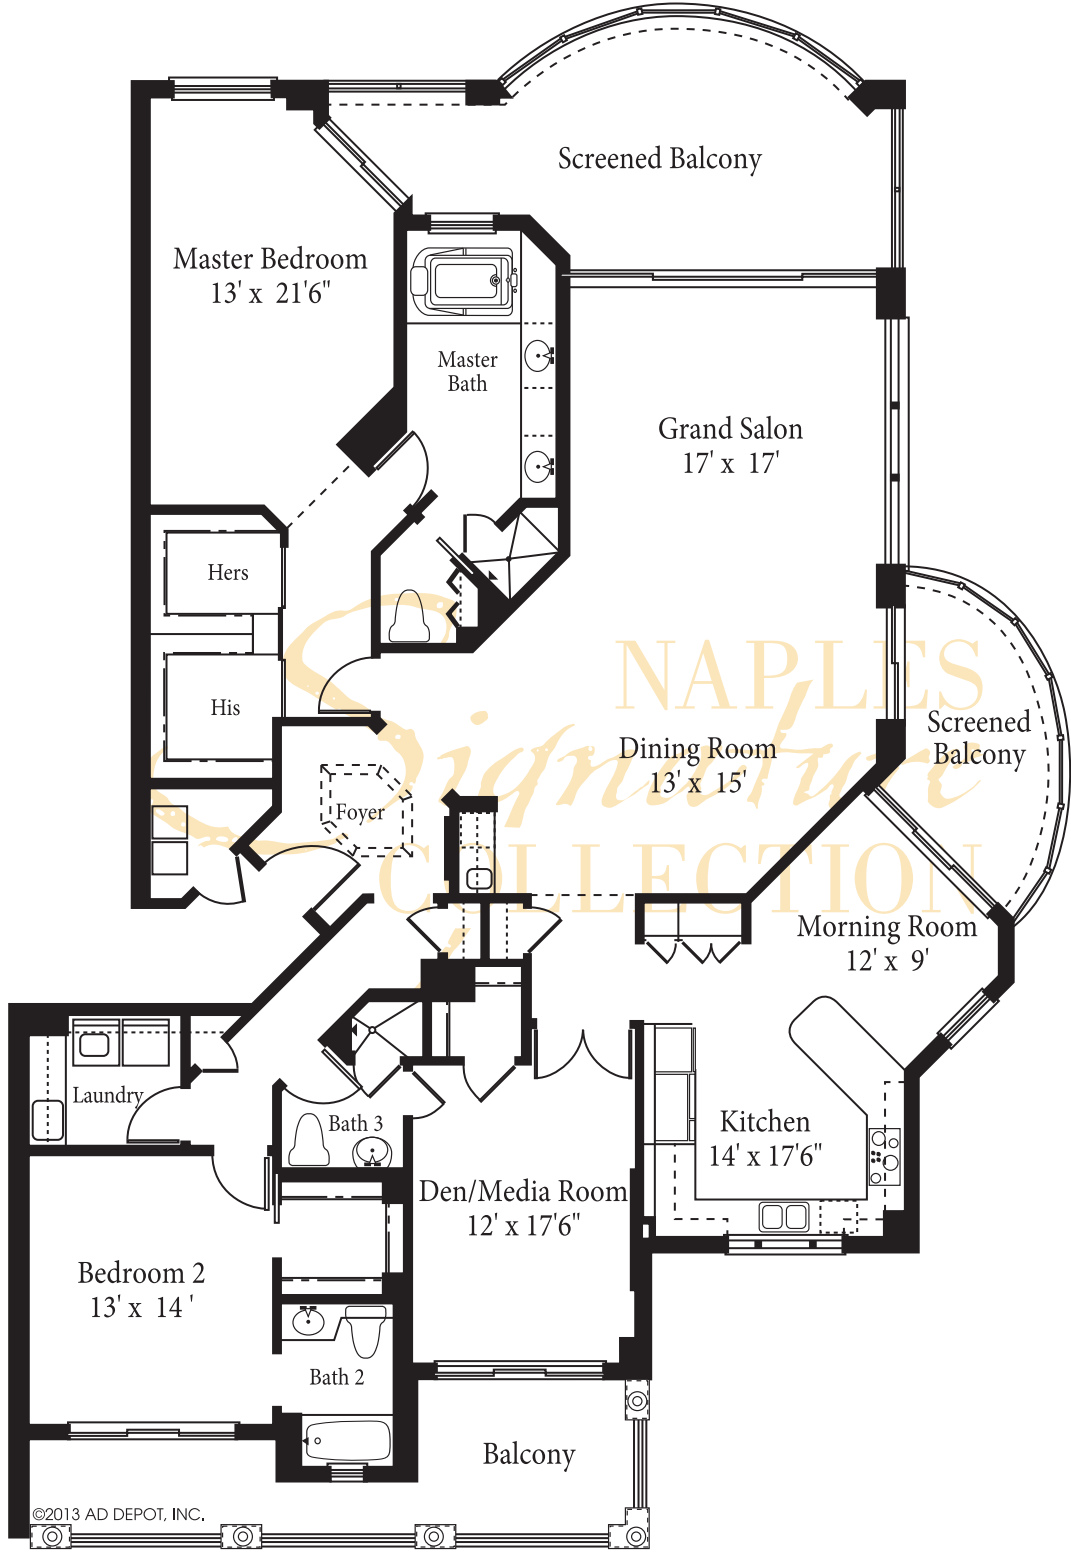 Screened Balcony
Master Bedroom
13' x 21'6"
Master
Bath
Grand Salon
17' x 17'
Hers
His
NAPLES
Signature
COLLECTION
Screened
Balcony
Dining Room
13' x 15'
Foyer
Morning Room
12' x 9'
Laundry
Bath 3
Kitchen
14' x 17'6"
Den/Media Room
12' x 17'6"
Bedroom 2
13' x 14 '
Bath 2
Balcony
©2013 AD DEPOT, INC.